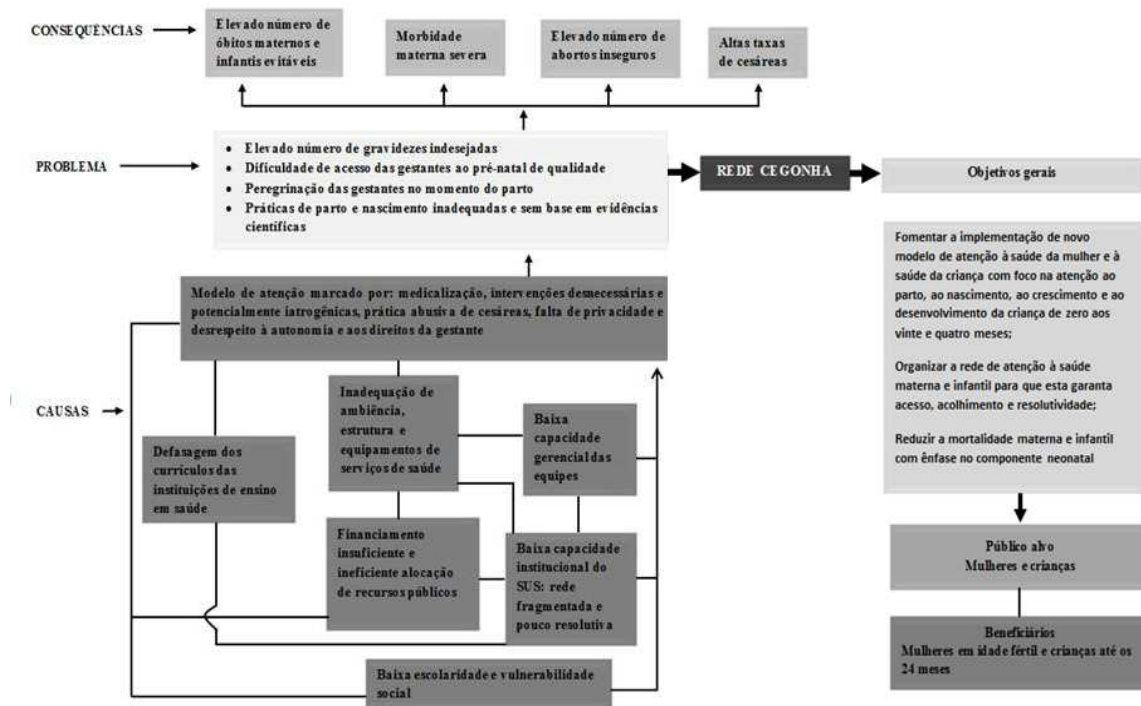 CONSEQUÊNCIAS
Elevado número de
óbitos maternos e
infantis evitáveis
Morbidade
materna severa
Elevado número de
abortos inseguros
Altas taxas
de cesáreas
PROBLEMA
• Elevado número de gravidezes indesejadas
• Dificuldade de acesso das gestantes ao pré-natal de qualidade
• Peregrinação das gestantes no momento do parto
• Práticas de parto e nascimento inadequadas e sem base em evidências
científicas
REDE CEGONHA
Objetivos gerais
Fomentar a implementação de novo
modelo de atenção à saúde da mulher e à
saúde da criança com foco na atenção ao
parto, ao nascimento, ao crescimento e ao
desenvolvimento da criança de zero aos
vinte e quatro meses;
Organizar a rede de atenção à saúde
materna e infantil para que esta garanta
acesso, acolhimento e resolutividade;
Reduzir a mortalidade materna e infantil
com ênfase no componente neonatal
Público alvo
Mulheres e crianças
Beneficiários
Mulheres em idade fértil e crianças até os
24 meses
CAUSAS
Modelo de atenção marcado por: medicalização, intervenções desnecessárias e
potencialmente iatrogênicas, prática abusiva de cesáreas, falta de privacidade e
desrespeito à autonomia e aos direitos da gestante
Inadequação de
ambiência,
estrutura e
equipamentos de
serviços de saúde
Baixa
capacidade
gerencial das
equipes
Defasagem dos
currículos das
instituições de ensino
em saúde
Financiamento
insuficiente e
ineficiente alocação
de recursos públicos
Baixa capacidade
institucional do
SUS: rede
fragmentada e
pouco resolutiva
Baixa escolaridade e vulnerabilidade
social